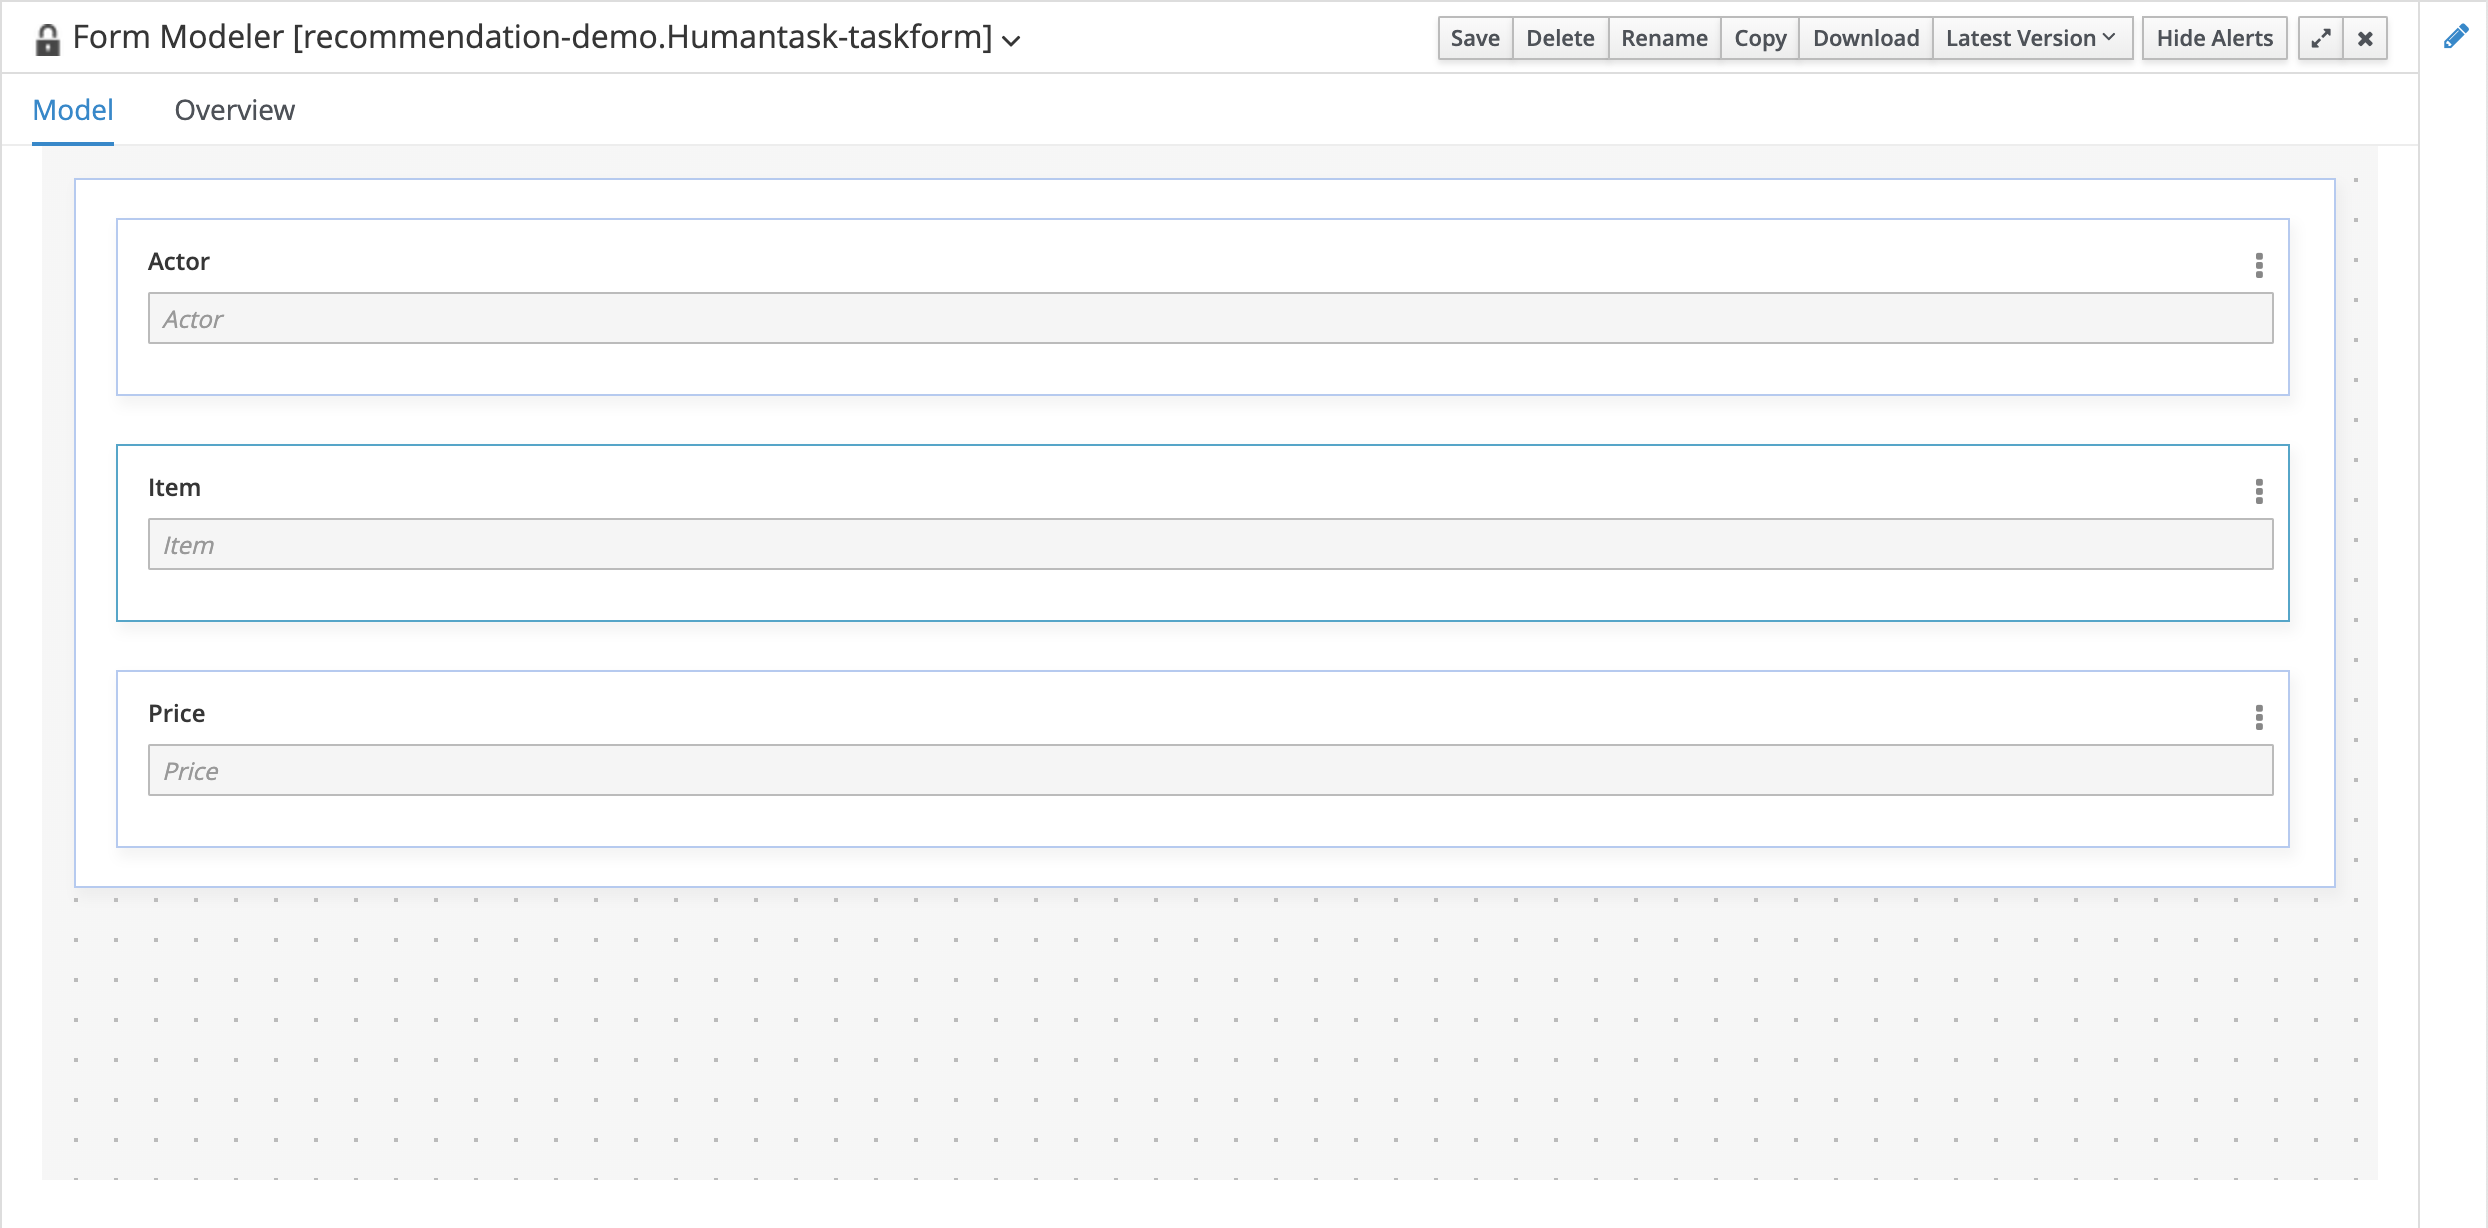 Form Modeler [recommendation-demo.Humantask-taskform]
Save Delete Rename Copy Download Latest Version Hide Alerts
Model Overview
Actor
Actor
Item
Item
Price
Price